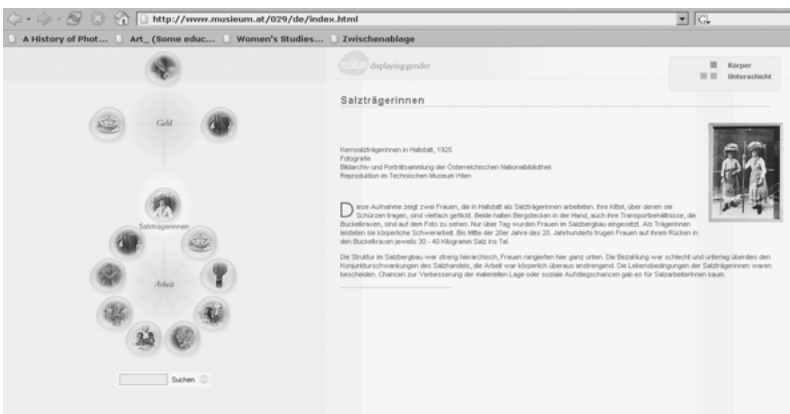 http://www.musieum.at/029/de/index.html
G.
A History of Phot...
Art_ (Some educ...
Women's Studies...
Zwischenablage
musieum displaying:gender
Körper
Unterschicht
Salzträgerinnen
Geld
Kernsalzträgerinnen in Hallstatt, 1925
Fotografie
Bildarchiv und Porträtsammlung der Österreichischen Nationalbibliothek
Reproduktion im Technischen Museum Wien
Diese Aufnahme zeigt zwei Frauen, die in Hallstatt als Salzträgerinnen arbeiteten. Ihre Kittel, über denen sie
Schürzen tragen, sind vielfach geflickt. Beide halten Bergstecken in der Hand, auch ihre Transportbehältnisse, die
Buckelkraxen, sind auf dem Foto zu sehen. Nur über Tag wurden Frauen im Salzbergbau eingesetzt. Als Trägerinnen
leisteten sie körperliche Schwerarbeit. Bis Mitte der 20er Jahre des 20. Jahrhunderts trugen Frauen auf ihrem Rücken in
den Buckelkraxen jeweils 30 - 40 Kilogramm Salz ins Tal.
Die Struktur im Salzbergbau war streng hierarchisch, Frauen rangierten hier ganz unten. Die Bezahlung war schlecht und unterlag überdies den
Konjunkturschwankungen des Salzhandels, die Arbeit war körperlich überaus anstrengend. Die Lebensbedingungen der Salzträgerinnen waren
bescheiden. Chancen zur Verbesserung der materiellen Lage oder soziale Aufstiegschancen gab es für Salzarbeiterinnen kaum.
Salzträgerinnen
Arbeit
Suchen